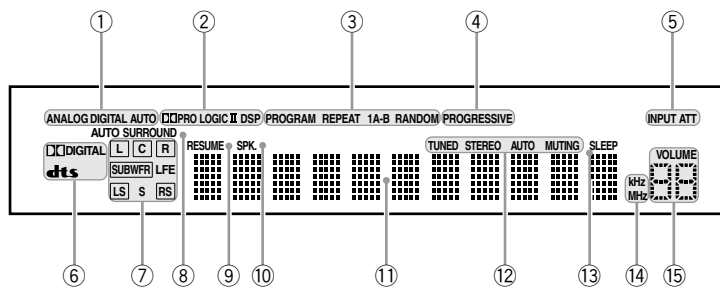 1 2 3 4 5
ANALOG DIGITAL AUTO PRO LOGIC II DSP PROGRAM REPEAT 1A-B RANDOM PROGRESSIVE INPUT ATT
AUTO SURROUND
DIGITAL L C R RESUME SPK. TUNED STEREO AUTO MUTING SLEEP VOLUME
dts SUBWFR LFE kHz
LS S RS MHz
6 7 8 9 10 11 12 13 14 15